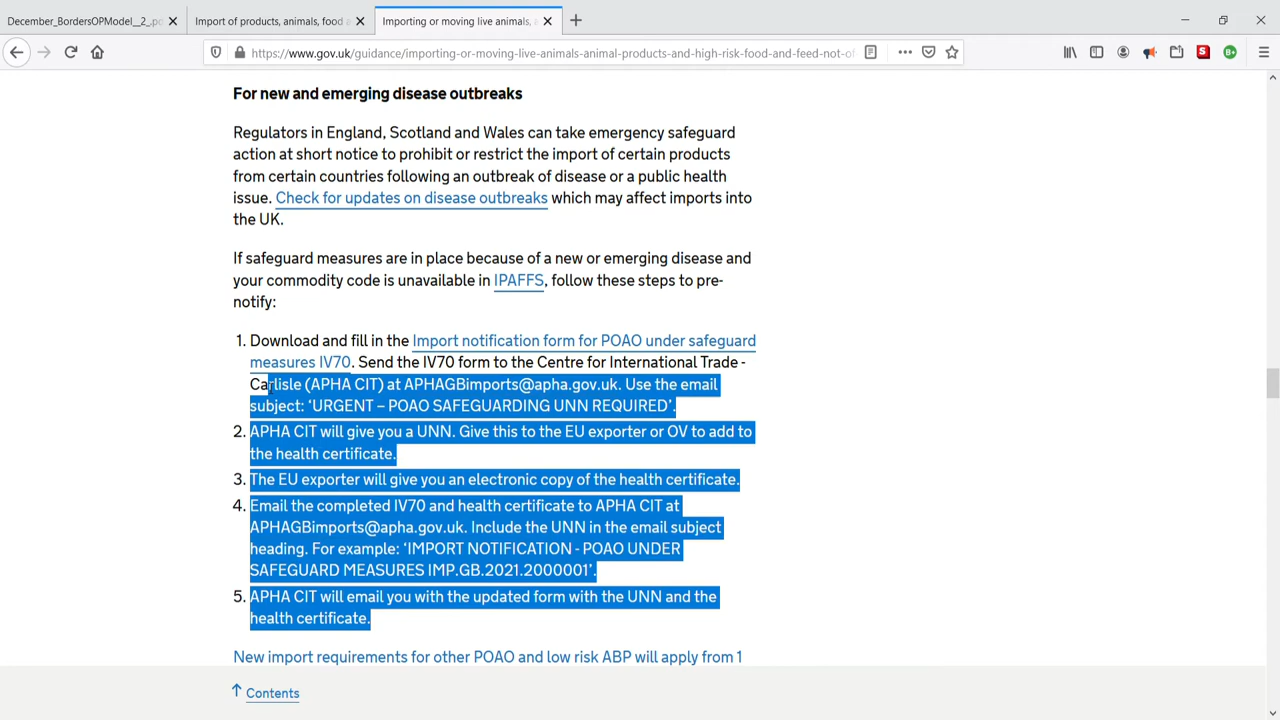 December_BordersOPModel__2_.pd
Import of products, animals, food a
Importing or moving live animals, a
https://www.gov.uk/guidance/importing-or-moving-live-animals-animal-products-and-high-risk-food-and-feed-not-of
For new and emerging disease outbreaks
Regulators in England, Scotland and Wales can take emergency safeguard
action at short notice to prohibit or restrict the import of certain products
from certain countries following an outbreak of disease or a public health
issue. Check for updates on disease outbreaks which may affect imports into
the UK.
If safeguard measures are in place because of a new or emerging disease and
your commodity code is unavailable in IPAFFS, follow these steps to pre-
notify:
1. Download and fill in the Import notification form for POAO under safeguard
measures IV70. Send the IV70 form to the Centre for International Trade -
Carlisle (APHA CIT) at APHAGBimports@apha.gov.uk. Use the email
subject: ‘URGENT – POAO SAFEGUARDING UNN REQUIRED’.
2. APHA CIT will give you a UNN. Give this to the EU exporter or OV to add to
the health certificate.
3. The EU exporter will give you an electronic copy of the health certificate.
4. Email the completed IV70 and health certificate to APHA CIT at
APHAGBimports@apha.gov.uk. Include the UNN in the email subject
heading. For example: ‘IMPORT NOTIFICATION - POAO UNDER
SAFEGUARD MEASURES IMP.GB.2021.2000001’.
5. APHA CIT will email you with the updated form with the UNN and the
health certificate.
New import requirements for other POAO and low risk ABP will apply from 1
Contents